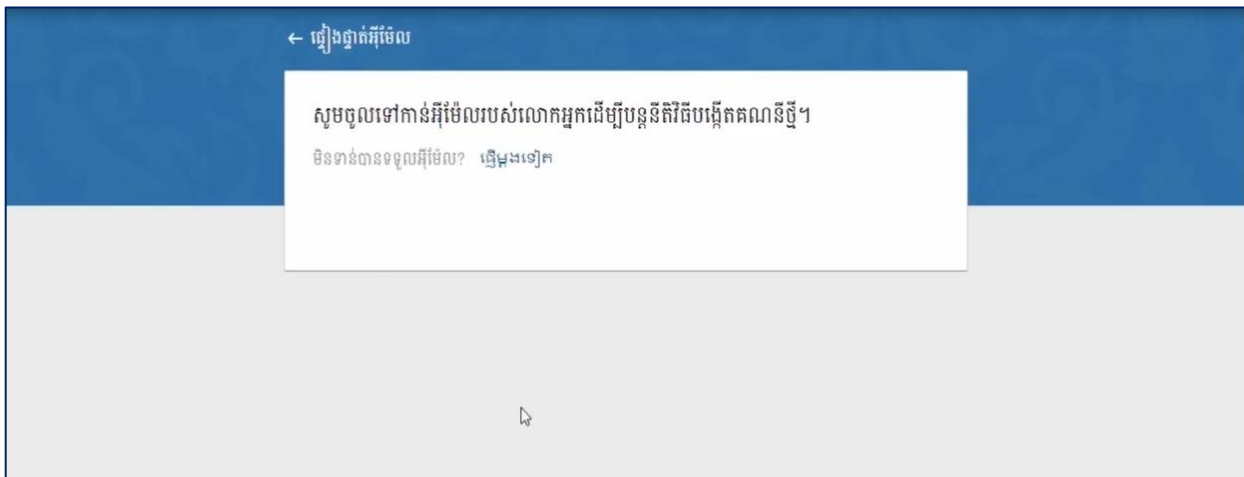 ← ផ្ទៀងផ្ទាត់អ៊ីម៉ែល
សូមចូលទៅកាន់អ៊ីម៉ែលរបស់លោកអ្នកដើម្បីបន្តនីតិវិធីបង្កើតគណនីថ្មី។
មិនទាន់បានទទួលអ៊ីម៉ែល? ផ្ញើម្តងទៀត